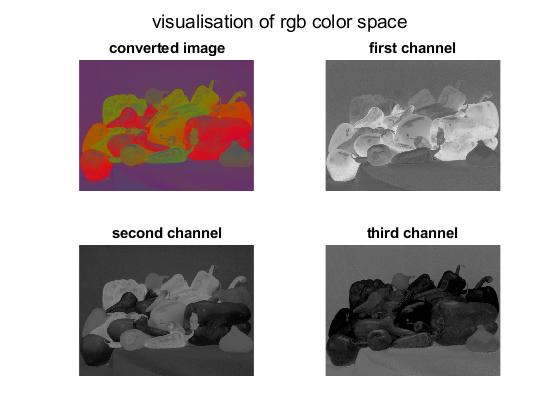 visualisation of rgb color space
converted image
first channel
second channel
third channel